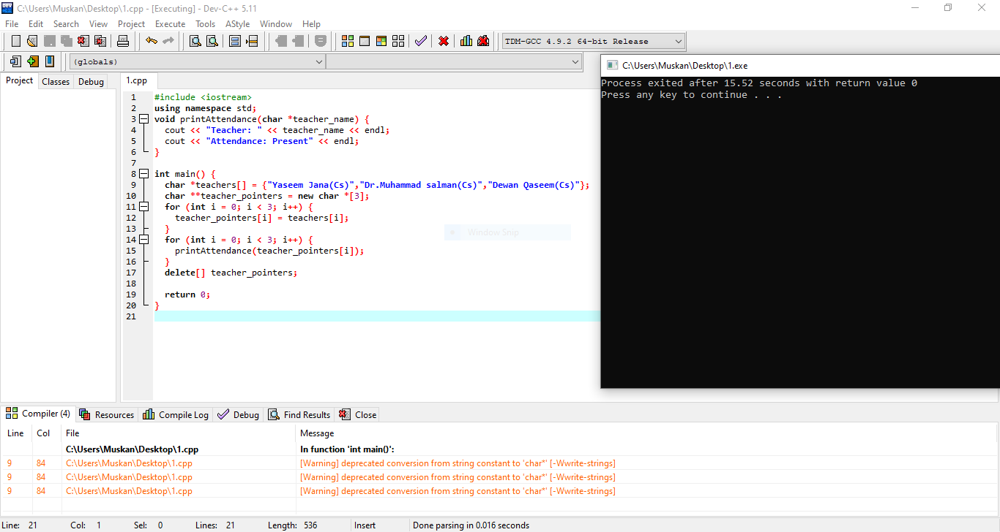 C:\Users\Muskan\Desktop\1.cpp - [Executing] - Dev-C++ 5.11
File Edit Search View Project Execute Tools AStyle Window Help
TDM-GCC 4.9.2 64-bit Release
(globals)
Project Classes Debug
1.cpp
1 #include <iostream>
2 using namespace std;
3 void printAttendance(char *teacher_name) {
4 cout << "Teacher: " << teacher_name << endl;
5 cout << "Attendance: Present" << endl;
6 }
7
8 int main() {
9 char *teachers[] = {"Yaseem Jana(Cs)","Dr.Muhammad salman(Cs)","Dewan Qaseem(Cs)"};
10 char **teacher_pointers = new char *[3];
11 for (int i = 0; i < 3; i++) {
12 teacher_pointers[i] = teachers[i];
13 }
14 for (int i = 0; i < 3; i++) {
15 printAttendance(teacher_pointers[i]);
16 }
17 delete[] teacher_pointers;
18
19 return 0;
20 }
21
Window Snip
C:\Users\Muskan\Desktop\1.exe
Process exited after 15.52 seconds with return value 0
Press any key to continue . . .
Compiler (4) Resources Compile Log Debug Find Results Close
Line Col File Message
C:\Users\Muskan\Desktop\1.cpp In function 'int main()':
9 84 C:\Users\Muskan\Desktop\1.cpp [Warning] deprecated conversion from string constant to 'char*' [-Wwrite-strings]
9 84 C:\Users\Muskan\Desktop\1.cpp [Warning] deprecated conversion from string constant to 'char*' [-Wwrite-strings]
9 84 C:\Users\Muskan\Desktop\1.cpp [Warning] deprecated conversion from string constant to 'char*' [-Wwrite-strings]
Line: 21 Col: 1 Sel: 0 Lines: 21 Length: 536 Insert Done parsing in 0.016 seconds